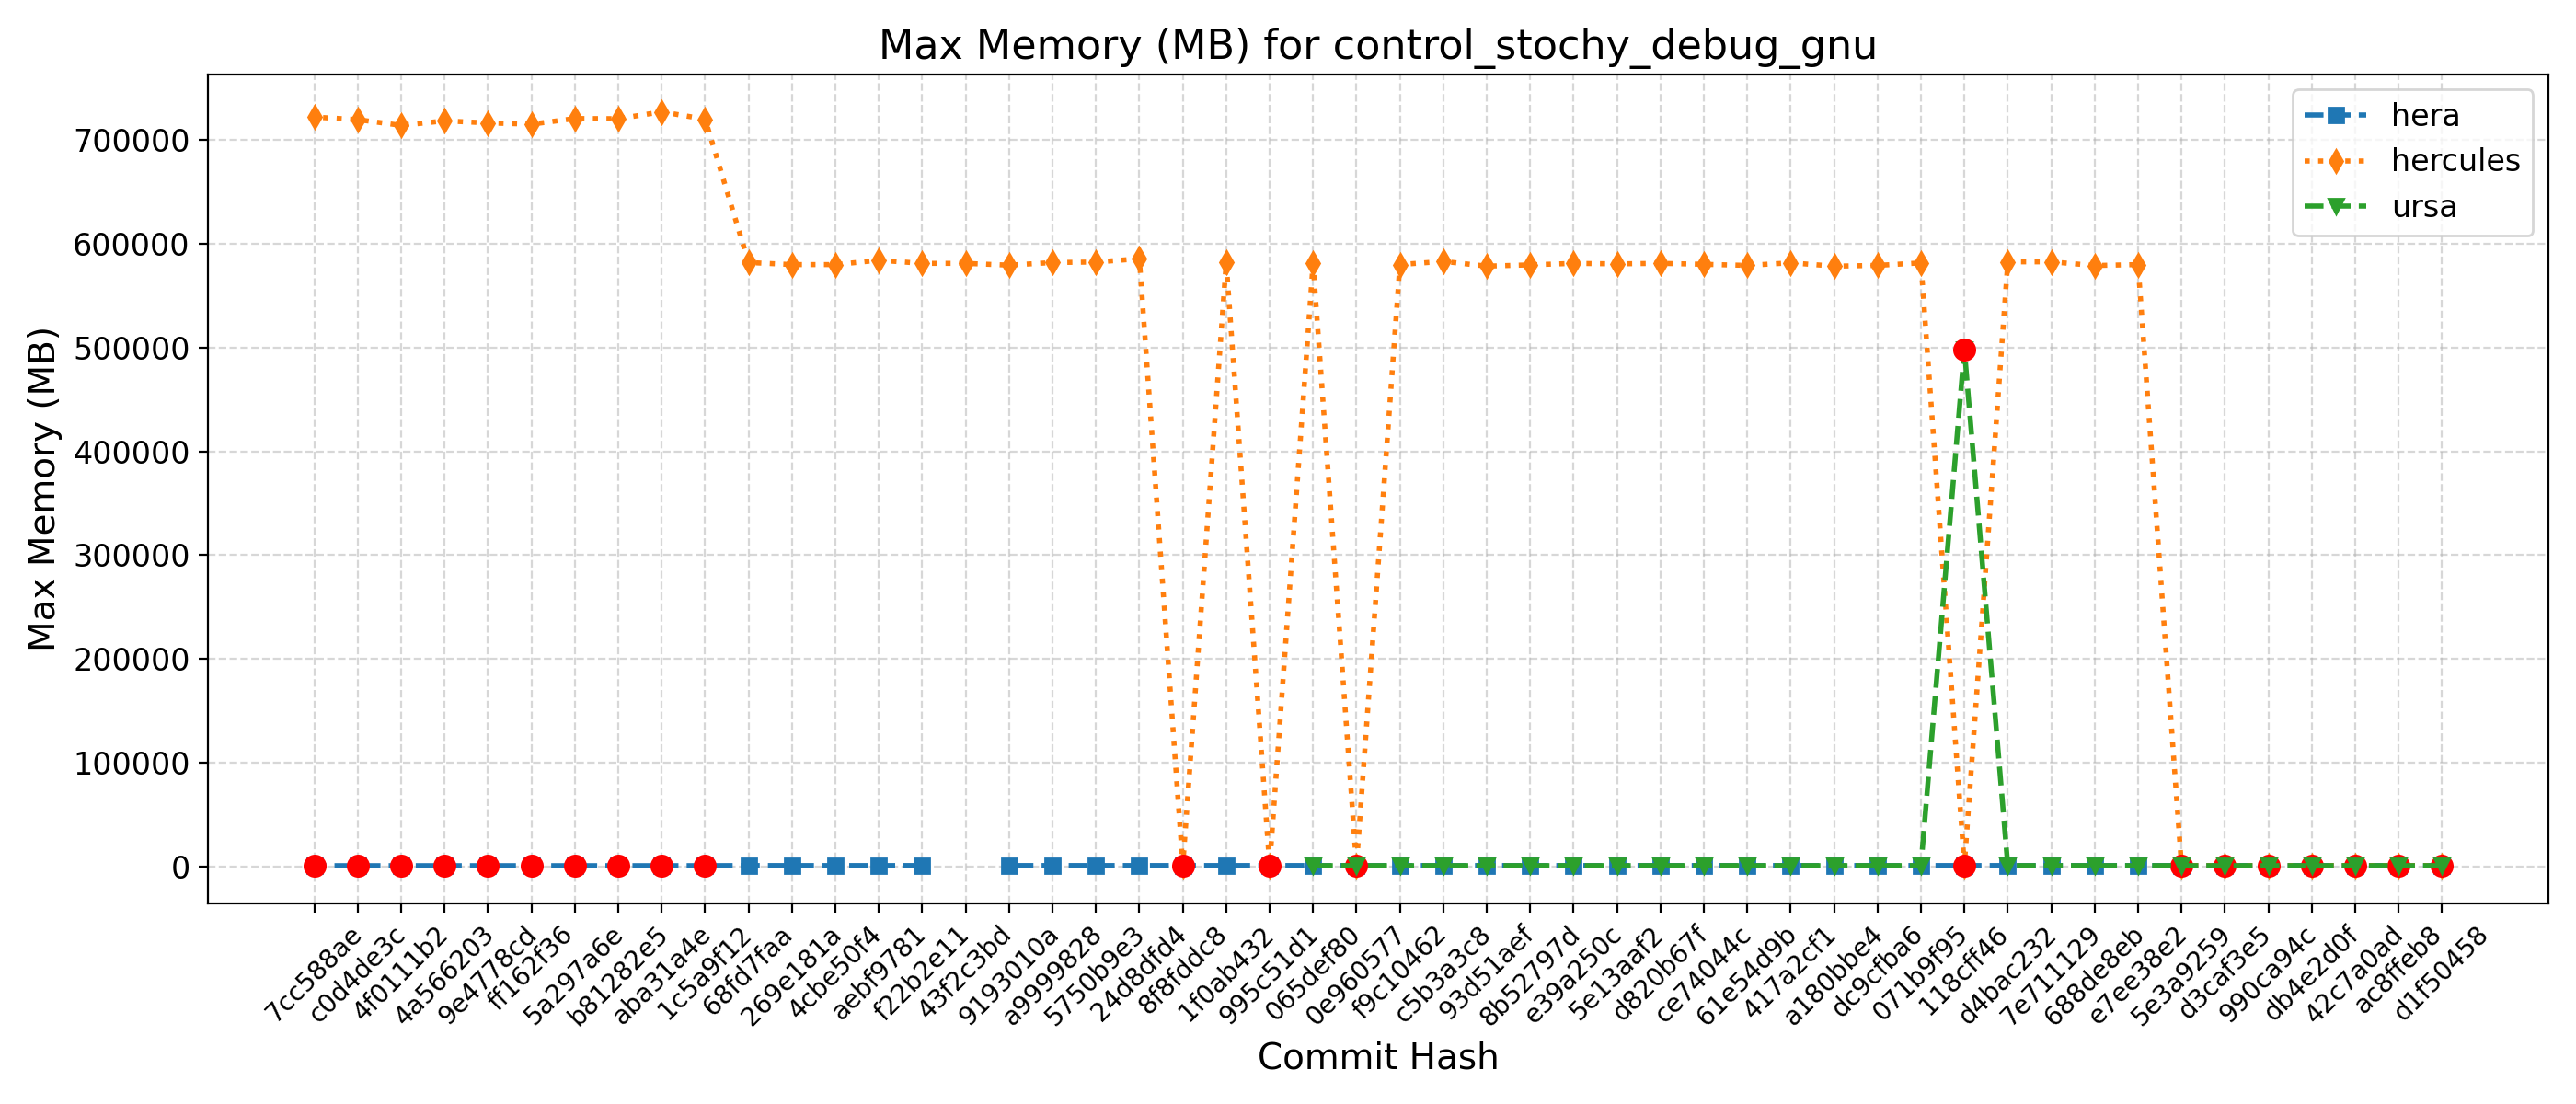 Max Memory (MB) for control_stochy_debug_gnu
Max Memory (MB)
700000
600000
500000
400000
300000
200000
100000
0
hera
hercules
ursa
7cc588ae
c0d4de3c
4f0111b2
4a566203
9e4778cd
ff162f36
5a297a6e
b81282e5
aba31a4e
1c5a9f12
68fd7faa
269e181a
4cbe50f4
aebf9781
f22b2e11
43f2c3bd
9193010a
a9999828
5750b9e3
24d8dfd4
8f8fddc8
1f0ab432
995c51d1
065def80
0e960577
f9c10462
c5b3a3c8
93d51aef
8b52797d
e39a250c
5e13aaf2
d820b67f
ce74044c
61e54d9b
417a2cf1
a180bbe4
dc9cfba6
071b9f95
118cff46
d4bac232
7e711129
688de8eb
e7ee38e2
5e3a9259
d3caf3e5
990ca94c
db4e2d0f
42c7a0ad
ac8ffeb8
d1f50458
Commit Hash